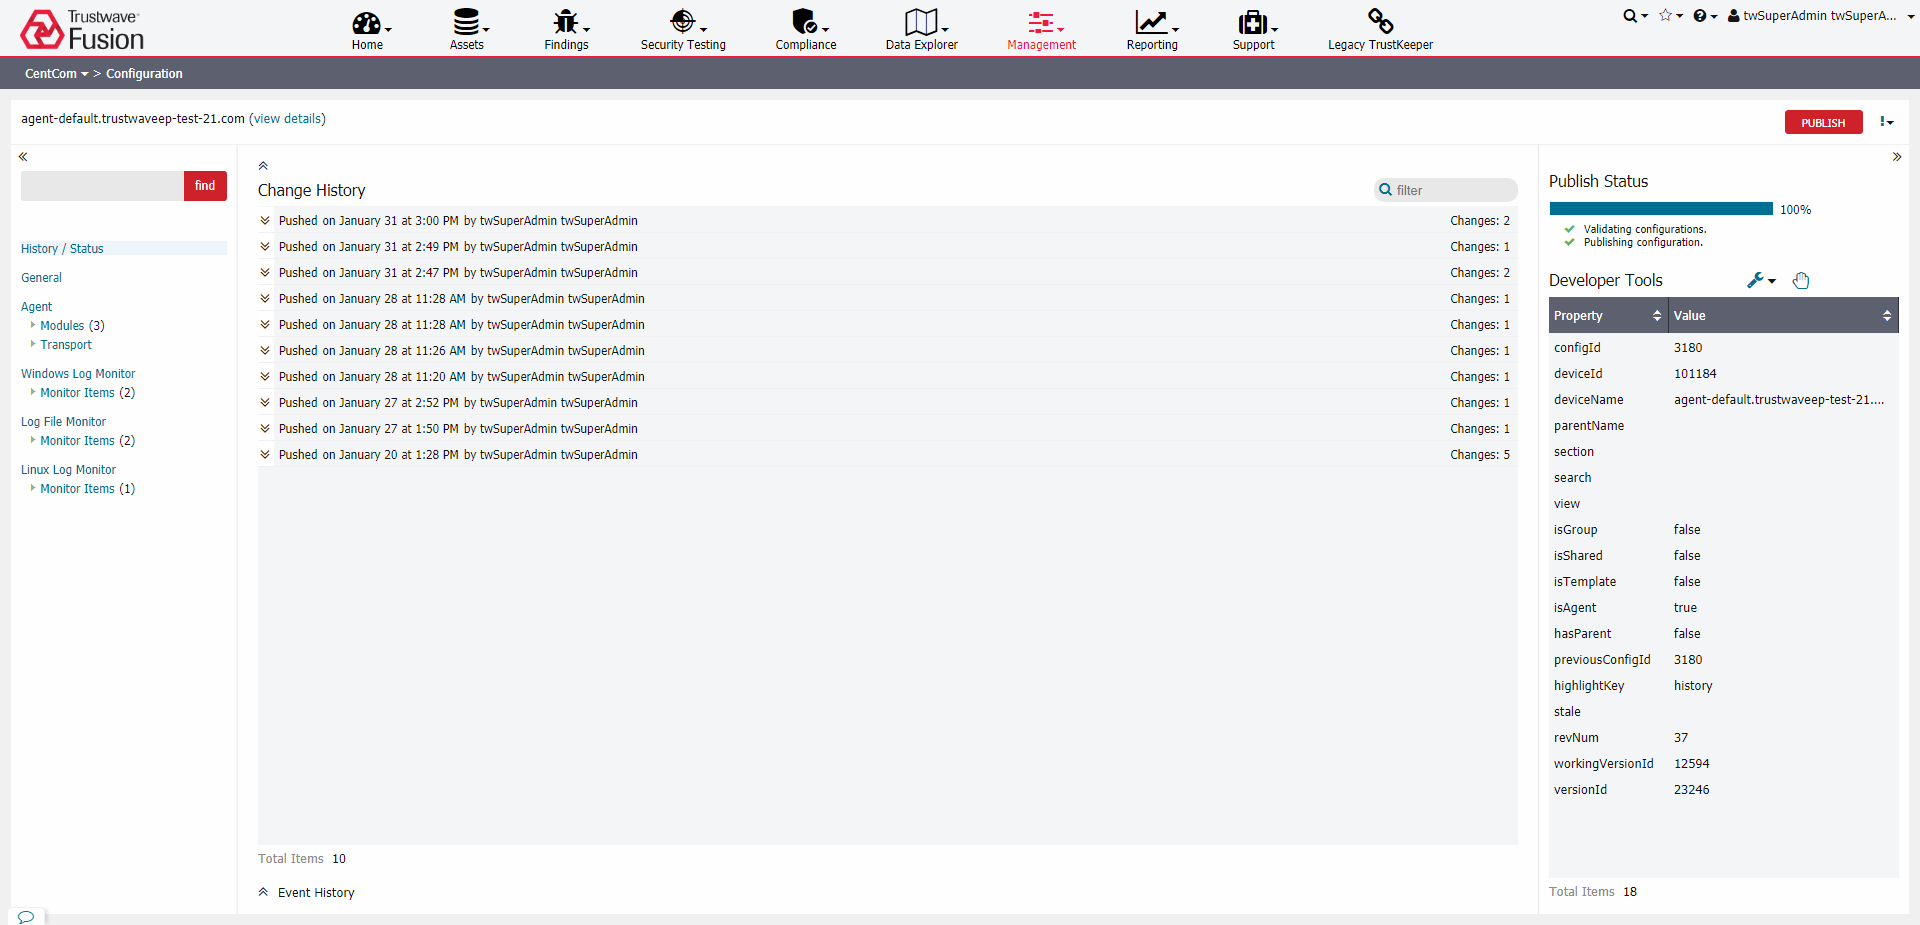 Trustwave
Fusion
Home
Assets
Findings
Security Testing
Compliance
Data Explorer
Management
Reporting
Support
Legacy TrustKeeper
twSuperAdmin twSuperA...
CentCom > Configuration
agent-default.trustwaveep-test-21.com (view details)
PUBLISH
find
History / Status
General
Agent
Modules (3)
Transport
Windows Log Monitor
Monitor Items (2)
Log File Monitor
Monitor Items (2)
Linux Log Monitor
Monitor Items (1)
Change History
filter
Pushed on January 31 at 3:00 PM by twSuperAdmin twSuperAdmin Changes: 2
Pushed on January 31 at 2:49 PM by twSuperAdmin twSuperAdmin Changes: 1
Pushed on January 31 at 2:47 PM by twSuperAdmin twSuperAdmin Changes: 2
Pushed on January 28 at 11:28 AM by twSuperAdmin twSuperAdmin Changes: 1
Pushed on January 28 at 11:28 AM by twSuperAdmin twSuperAdmin Changes: 1
Pushed on January 28 at 11:26 AM by twSuperAdmin twSuperAdmin Changes: 1
Pushed on January 28 at 11:20 AM by twSuperAdmin twSuperAdmin Changes: 1
Pushed on January 27 at 2:52 PM by twSuperAdmin twSuperAdmin Changes: 1
Pushed on January 27 at 1:50 PM by twSuperAdmin twSuperAdmin Changes: 1
Pushed on January 20 at 1:28 PM by twSuperAdmin twSuperAdmin Changes: 5
Total Items 10
Event History
Publish Status
100%
Validating configurations.
Publishing configuration.
Developer Tools
Property Value
configId 3180
deviceId 101184
deviceName agent-default.trustwaveep-test-21....
parentName
section
search
view
isGroup false
isShared false
isTemplate false
isAgent true
hasParent false
previousConfigId 3180
highlightKey history
stale
revNum 37
workingVersionId 12594
versionId 23246
Total Items 18